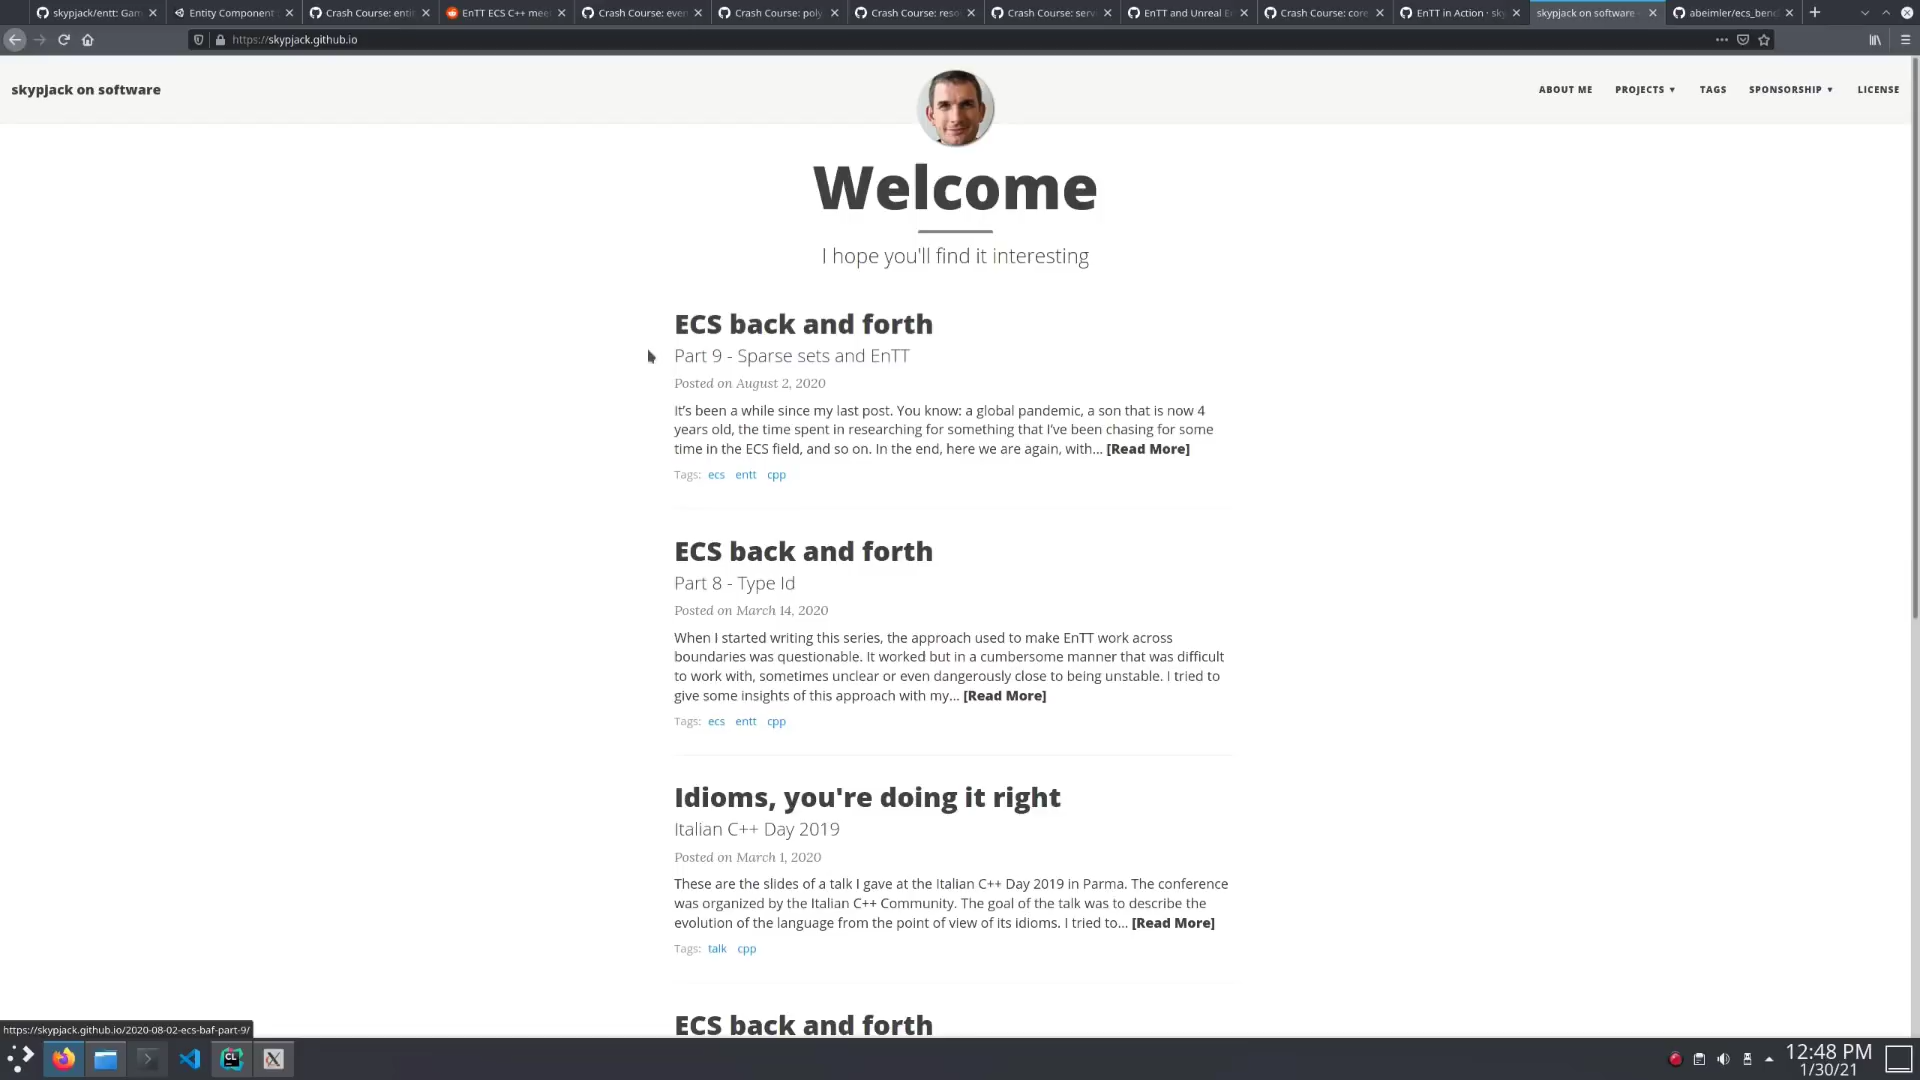 skypjack/entt: Gam
Entity Component
Crash Course: entit
EnTT ECS C++ mee
Crash Course: even
Crash Course: poly
Crash Course: reso
Crash Course: serv
EnTT and Unreal E
Crash Course: core
EnTT in Action · sky
skypjack on software
abeimler/ecs_benc
https://skypjack.github.io
skypjack on software
ABOUT ME
PROJECTS ▼
TAGS
SPONSORSHIP ▼
LICENSE
Welcome
I hope you'll find it interesting
ECS back and forth
Part 9 - Sparse sets and EnTT
Posted on August 2, 2020
It's been a while since my last post. You know: a global pandemic, a son that is now 4
years old, the time spent in researching for something that I've been chasing for some
time in the ECS field, and so on. In the end, here we are again, with... [Read More]
Tags: ecs entt cpp
ECS back and forth
Part 8 - Type Id
Posted on March 14, 2020
When I started writing this series, the approach used to make EnTT work across
boundaries was questionable. It worked but in a cumbersome manner that was difficult
to work with, sometimes unclear or even dangerously close to being unstable. I tried to
give some insights of this approach with my... [Read More]
Tags: ecs entt cpp
Idioms, you're doing it right
Italian C++ Day 2019
Posted on March 1, 2020
These are the slides of a talk I gave at the Italian C++ Day 2019 in Parma. The conference
was organized by the Italian C++ Community. The goal of the talk was to describe the
evolution of the language from the point of view of its idioms. I tried to... [Read More]
Tags: talk cpp
ECS back and forth
https://skypjack.github.io/2020-08-02-ecs-baf-part-9/
CL
12:48 PM
1/30/21